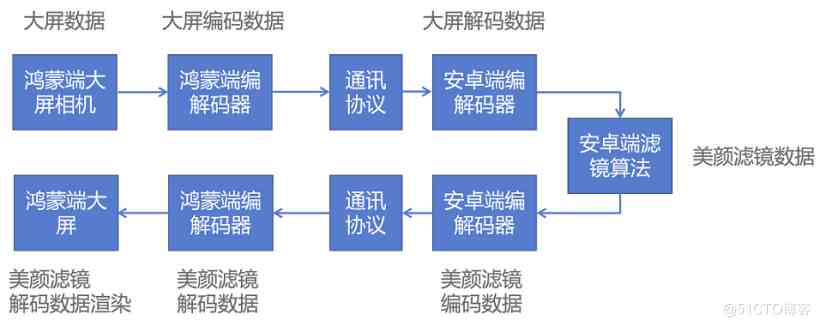 大屏数据
大屏编码数据
大屏解码数据
鸿蒙端大
屏相机
鸿蒙端编
解码器
通讯
协议
安卓端编
解码器
安卓端滤
镜算法
美颜滤镜数据
鸿蒙端大
屏
鸿蒙端编
解码器
通讯
协议
安卓端编
解码器
美颜滤镜
解码数据渲染
美颜滤镜
解码数据
美颜滤镜
编码数据
@51CTO博客